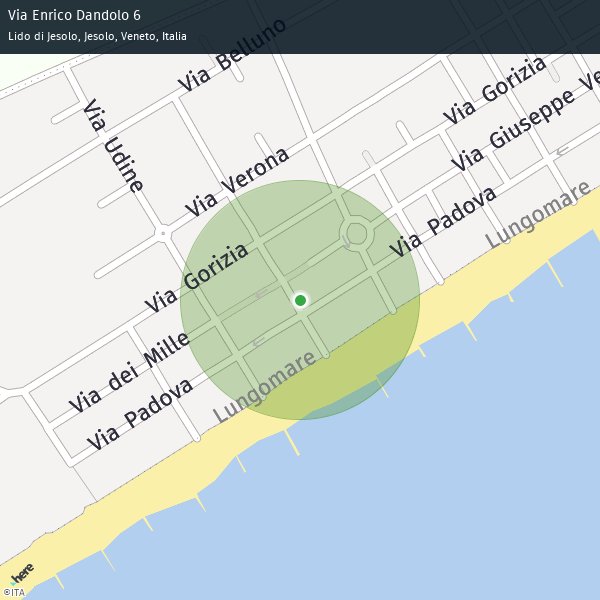 Via Enrico Dandolo 6
Lido di Jesolo, Jesolo, Veneto, Italia
Via Belluno
Via Gorizia
Via Giuseppe Ve
Via Udine
Via Verona
Via Padova
Lungomare
Via Gorizia
Via dei Mille
Via Padova
Lungomare
here
©ITA